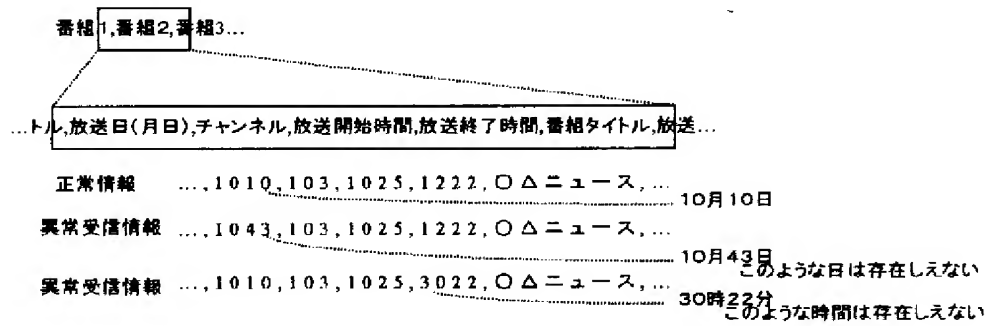 番組1,番組2,番組3...
...トル,放送日(月日),チャンネル,放送開始時間,放送終了時間,番組タイトル,放送...
正常情報 ...,1010,103,1025,1222,○△ニュース,...
10月10日
異常受信情報 ...,1043,103,1025,1222,○△ニュース,...
10月43日
このような日は存在しえない
異常受信情報 ...,1010,103,1025,3022,○△ニュース,...
30時22分
このような時間は存在しえない